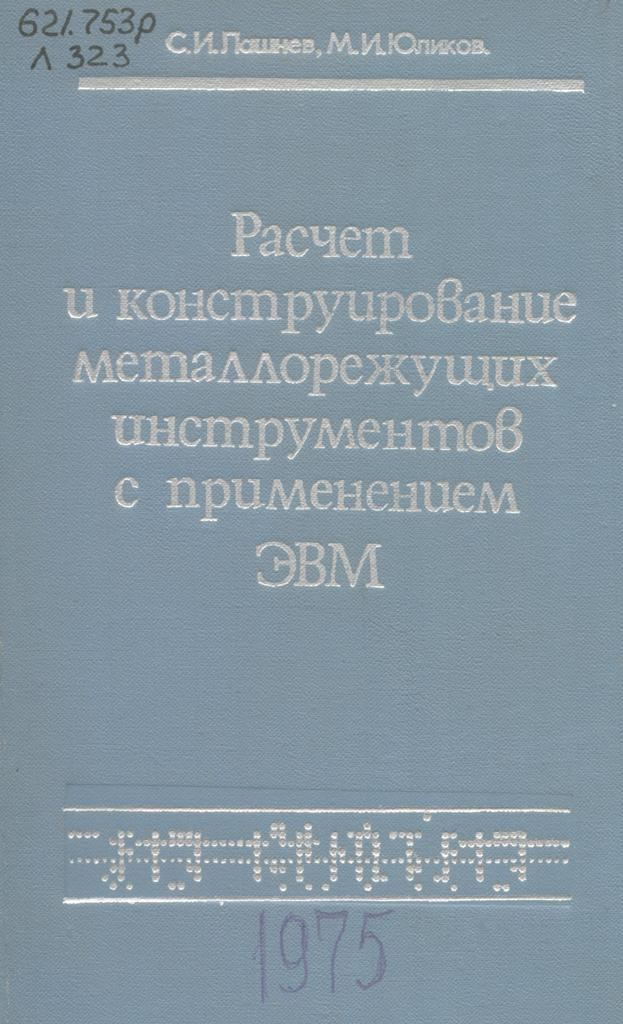 621.753р
Л 323
С.И.Лашнев, М.И.Юликов.
Расчет
и конструирование
металлорежущих
инструментов
с применением
ЭВМ
1975